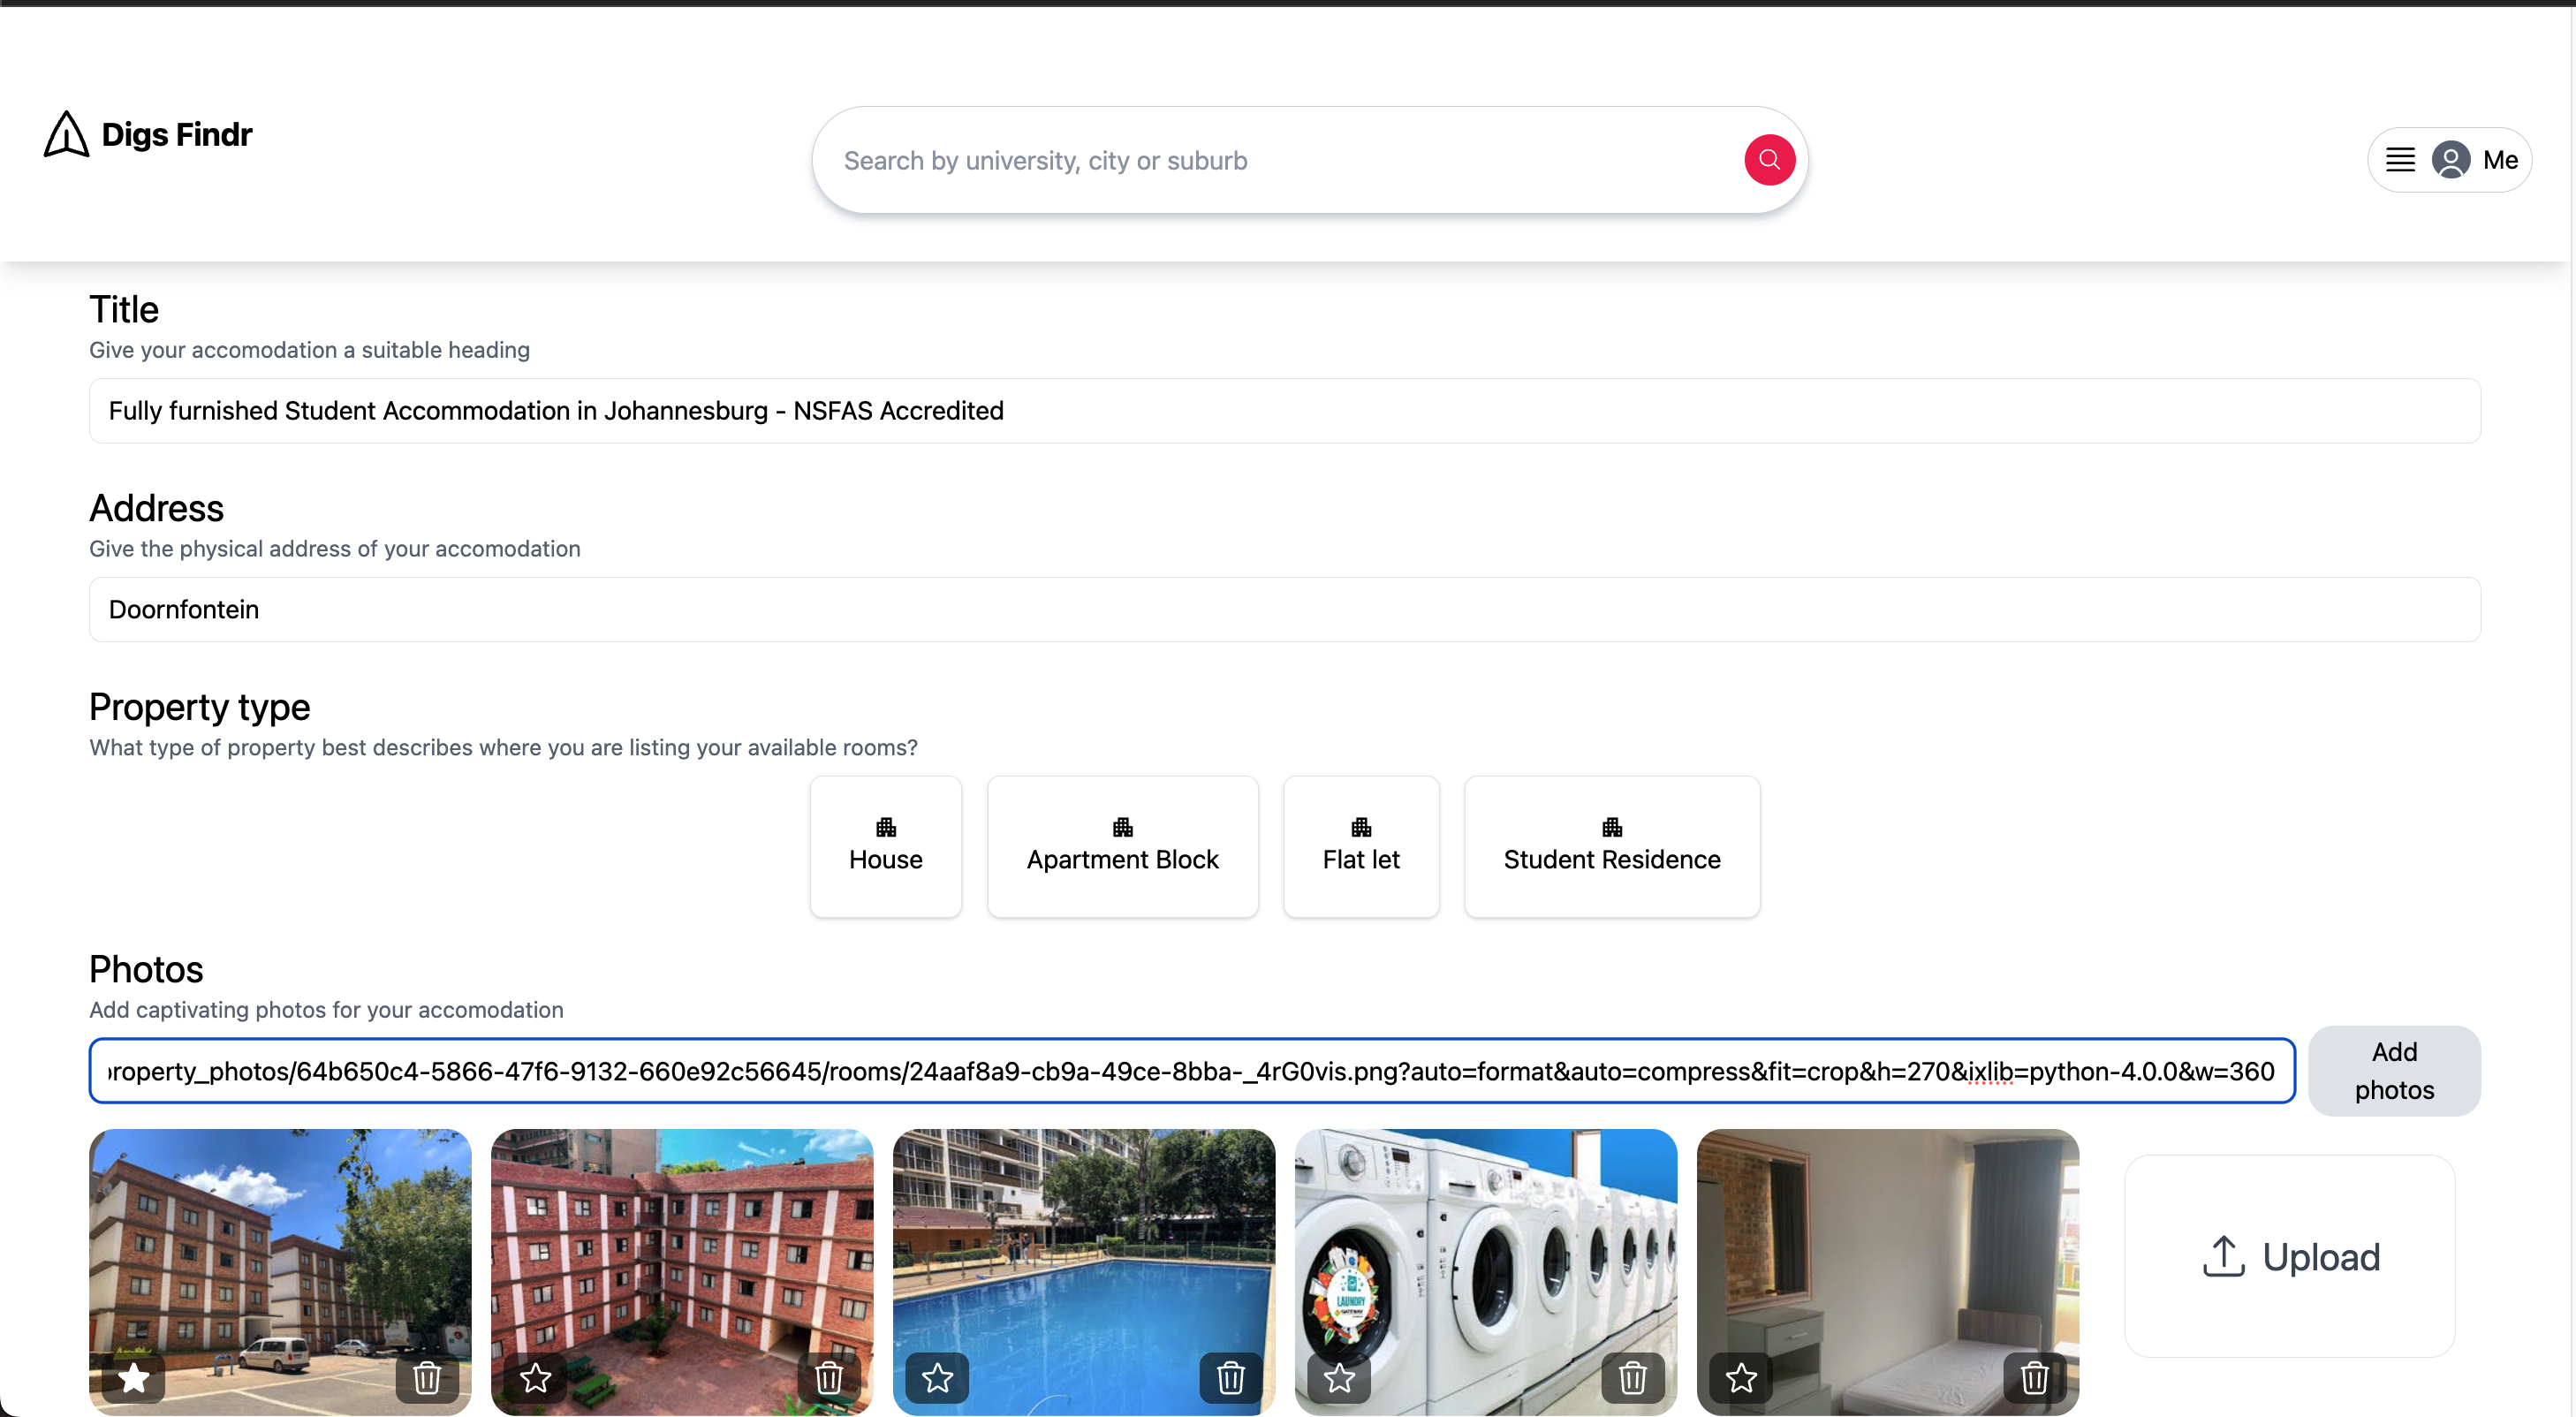 Digs Findr
Search by university, city or suburb
Me
Title
Give your accomodation a suitable heading
Fully furnished Student Accommodation in Johannesburg - NSFAS Accredited
Address
Give the physical address of your accomodation
Doornfontein
Property type
What type of property best describes where you are listing your available rooms?
House
Apartment Block
Flat let
Student Residence
Photos
Add captivating photos for your accomodation
property_photos/64b650c4-5866-47f6-9132-660e92c56645/rooms/24aaf8a9-cb9a-49ce-8bba-_4rG0vis.png?auto=format&auto=compress&fit=crop&h=270&ixlib=python-4.0.0&w=360
Add
photos
LAUNDRY
GATEWAY
Upload